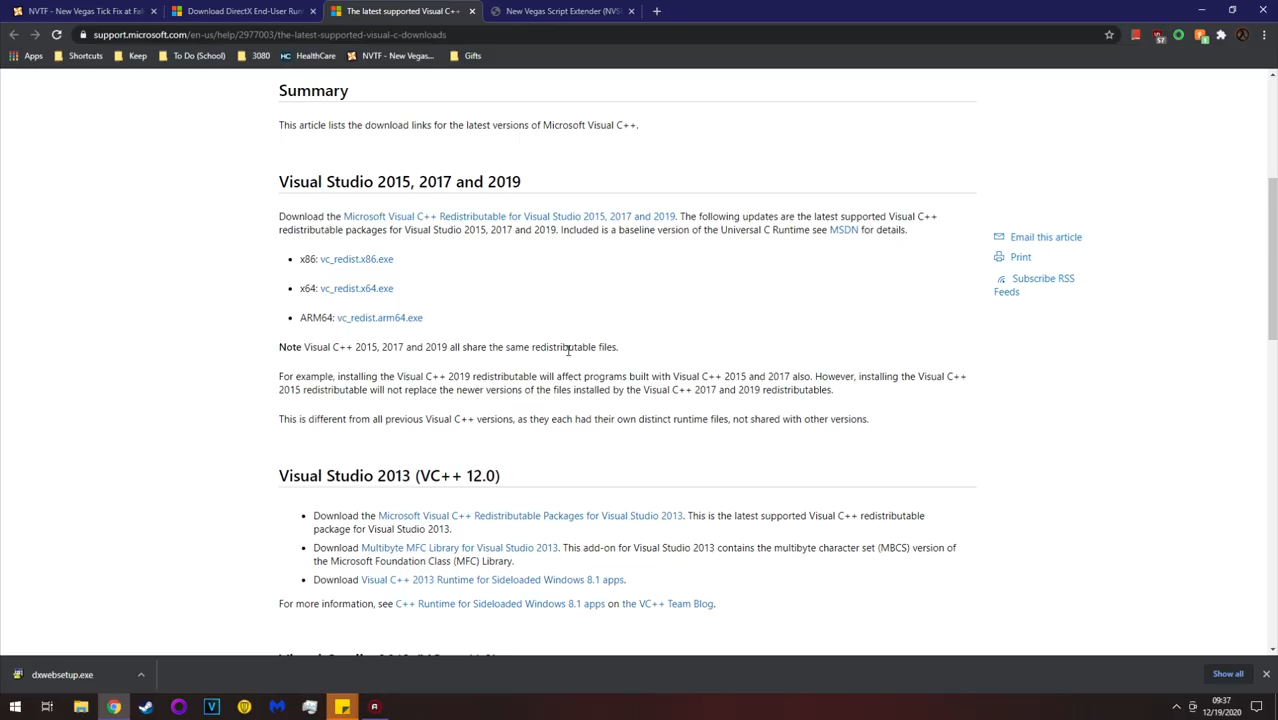 NVTF - New Vegas Tick Fix at Fal
Download DirectX End-User Run
The latest supported Visual C++
New Vegas Script Extender (NVS
support.microsoft.com/en-us/help/2977003/the-latest-supported-visual-c-downloads
57
1
Apps
Shortcuts
Keep
To Do (School)
3080
HC HealthCare
NVTF - New Vegas...
Gifts
Summary
This article lists the download links for the latest versions of Microsoft Visual C++.
Visual Studio 2015, 2017 and 2019
Download the Microsoft Visual C++ Redistributable for Visual Studio 2015, 2017 and 2019. The following updates are the latest supported Visual C++
redistributable packages for Visual Studio 2015, 2017 and 2019. Included is a baseline version of the Universal C Runtime see MSDN for details.
Email this article
Print
Subscribe RSS
Feeds
• x86: vc_redist.x86.exe
• x64: vc_redist.x64.exe
• ARM64: vc_redist.arm64.exe
Note Visual C++ 2015, 2017 and 2019 all share the same redistributable files.
For example, installing the Visual C++ 2019 redistributable will affect programs built with Visual C++ 2015 and 2017 also. However, installing the Visual C++
2015 redistributable will not replace the newer versions of the files installed by the Visual C++ 2017 and 2019 redistributables.
This is different from all previous Visual C++ versions, as they each had their own distinct runtime files, not shared with other versions.
Visual Studio 2013 (VC++ 12.0)
• Download the Microsoft Visual C++ Redistributable Packages for Visual Studio 2013. This is the latest supported Visual C++ redistributable
package for Visual Studio 2013.
• Download Multibyte MFC Library for Visual Studio 2013. This add-on for Visual Studio 2013 contains the multibyte character set (MBCS) version of
the Microsoft Foundation Class (MFC) Library.
• Download Visual C++ 2013 Runtime for Sideloaded Windows 8.1 apps.
For more information, see C++ Runtime for Sideloaded Windows 8.1 apps on the VC++ Team Blog.
dxwebsetup.exe
Show all
V
09:37
12/19/2020